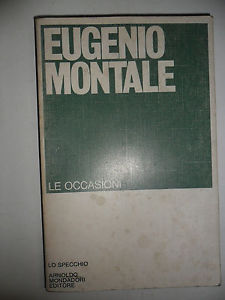 EUGENIO
MONTALE
LE OCCASIONI
LO SPECCHIO
ARNOLDO
MONDADORI
EDITORE